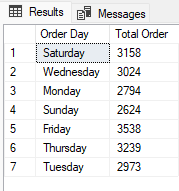 Results Messages
Order Day Total Order
1 Saturday 3158
2 Wednesday 3024
3 Monday 2794
4 Sunday 2624
5 Friday 3538
6 Thursday 3239
7 Tuesday 2973